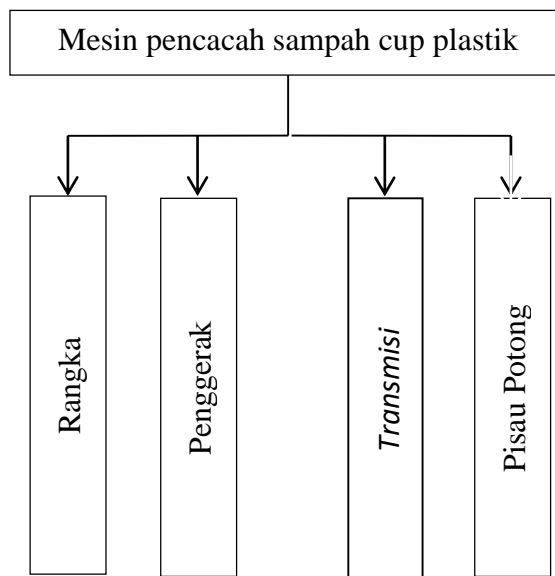 Mesin pencacah sampah cup plastik
Rangka
Penggerak
Transmisi
Pisau Potong